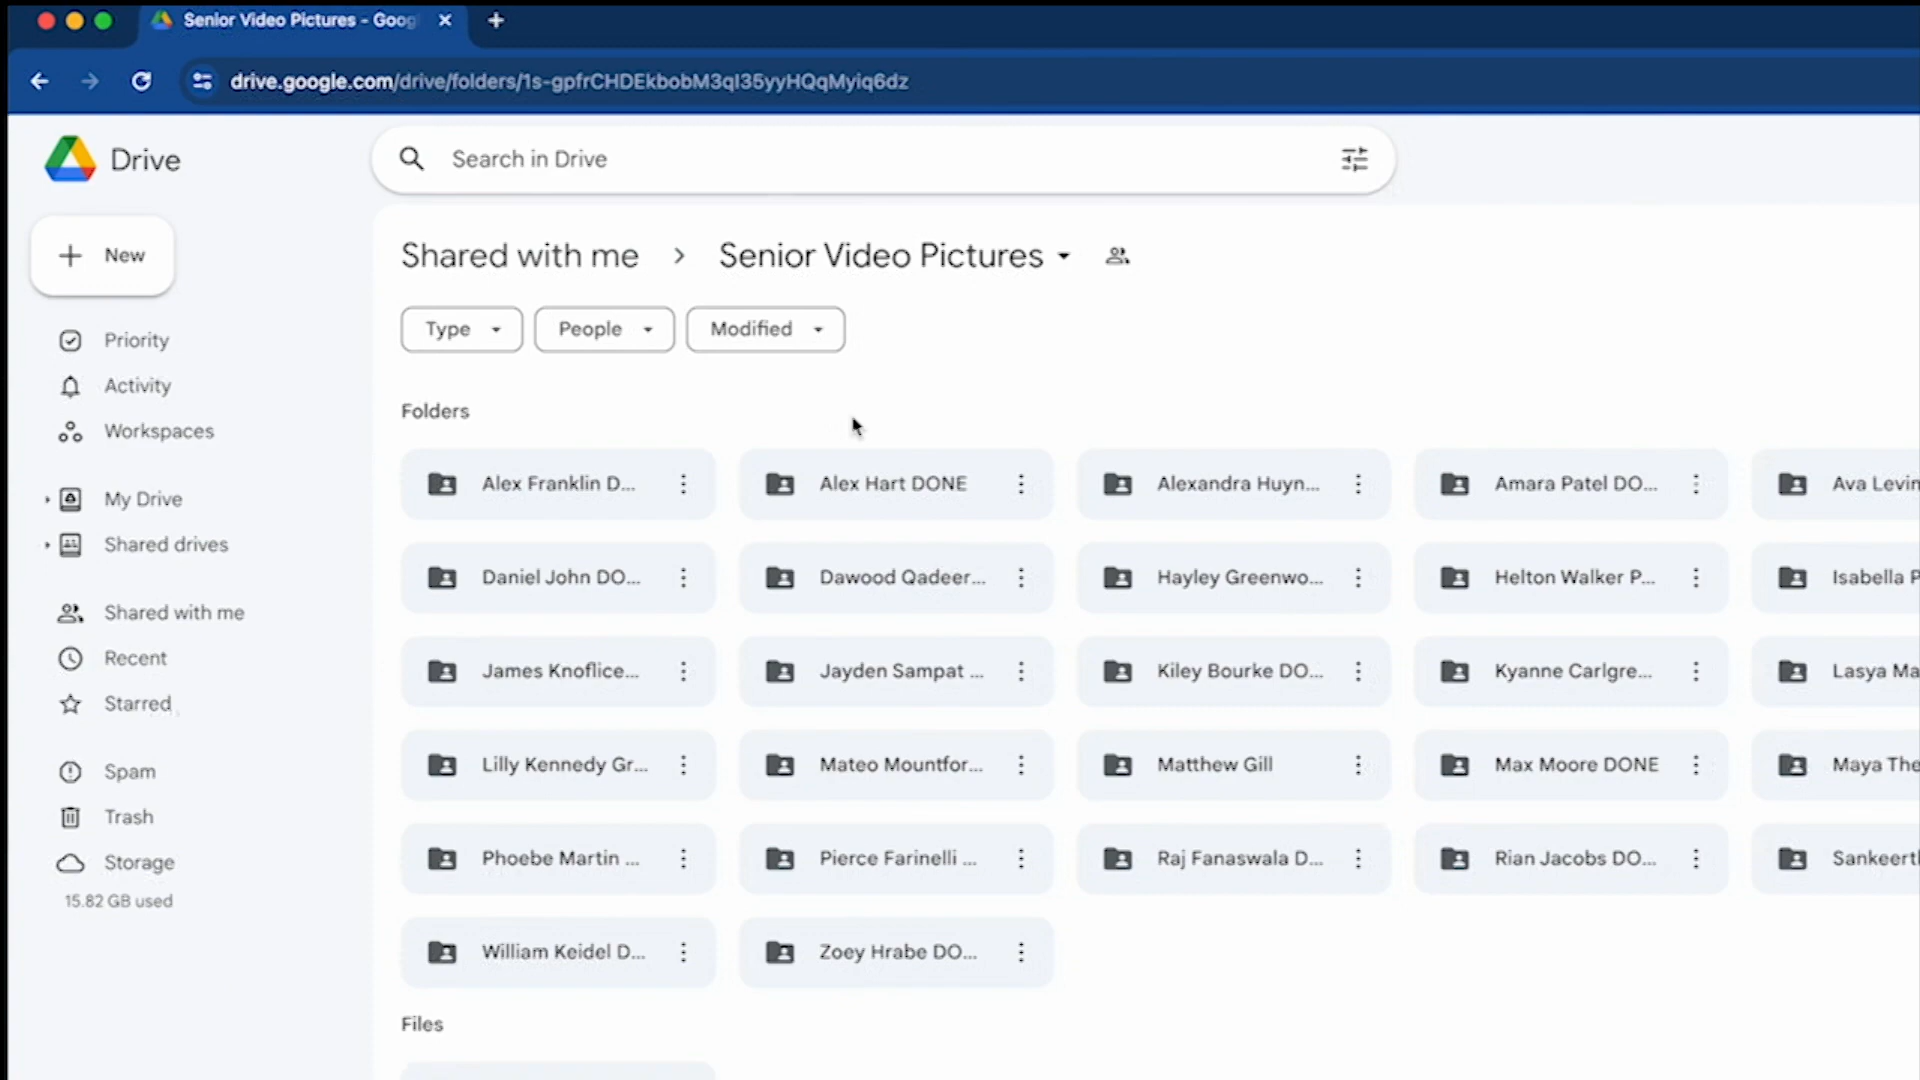 Senior Video Pictures - Goog
drive.google.com/drive/folders/1s-gpfrCHDEkbobM3qI35yyHQqMyiq6dz
Drive
Search in Drive
New
Shared with me > Senior Video Pictures
Type People Modified
Priority
Activity
Workspaces
My Drive
Shared drives
Shared with me
Recent
Starred
Spam
Trash
Storage
15.82 GB used
Folders
Alex Franklin D... Alex Hart DONE Alexandra Huyn... Amara Patel DO... Ava Levin
Daniel John DO... Dawood Qadeer... Hayley Greenwo... Helton Walker P... Isabella P
James Knoflice... Jayden Sampat ... Kiley Bourke DO... Kyanne Carlgre... Lasya Ma
Lilly Kennedy Gr... Mateo Mountfor... Matthew Gill Max Moore DONE Maya The
Phoebe Martin ... Pierce Farinelli ... Raj Fanaswala D... Rian Jacobs DO... Sankeerth
William Keidel D... Zoey Hrabe DO...
Files